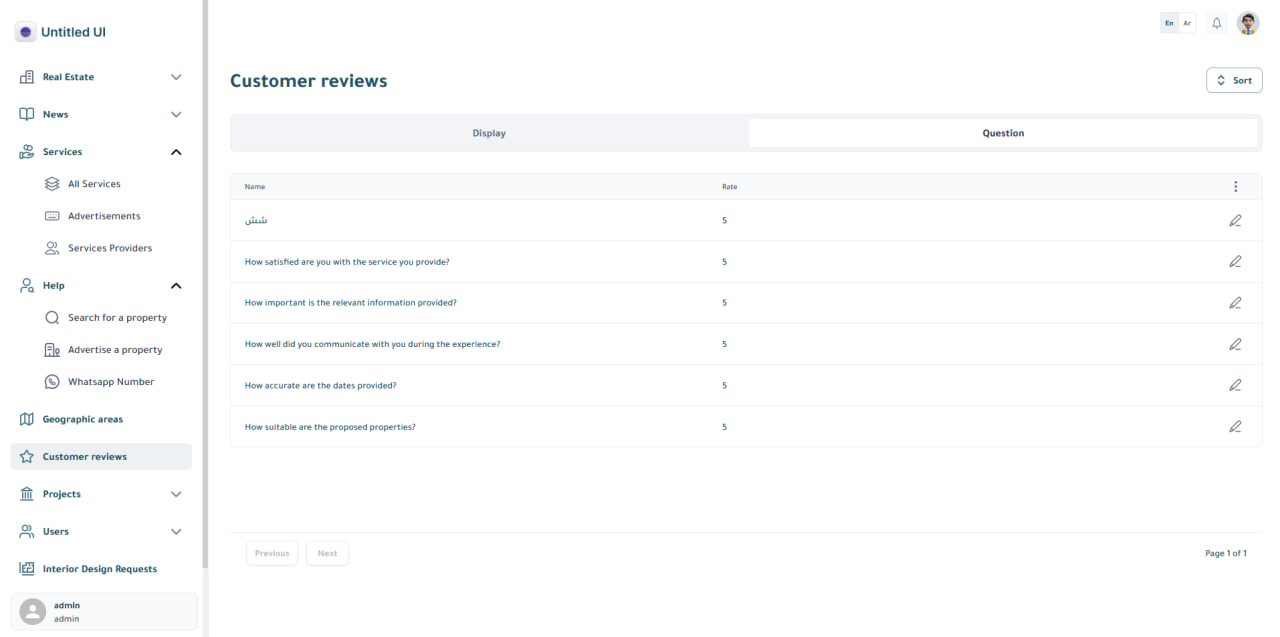 Untitled UI
Real Estate
News
Services
All Services
Advertisements
Services Providers
Help
Search for a property
Advertise a property
Whatsapp Number
Geographic areas
Customer reviews
Projects
Users
Interior Design Requests
admin
admin
En Ar
Customer reviews
Sort
Display Question
Name Rate
شش 5
How satisfied are you with the service you provide? 5
How important is the relevant information provided? 5
How well did you communicate with you during the experience? 5
How accurate are the dates provided? 5
How suitable are the proposed properties? 5
Previous Next Page 1 of 1